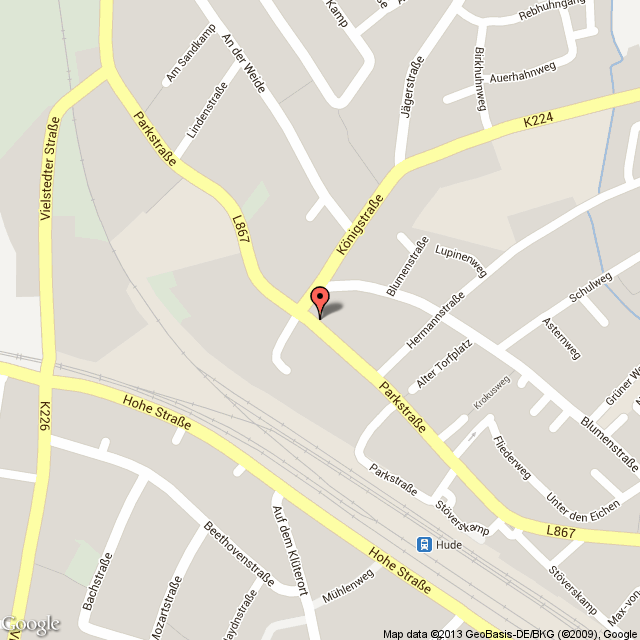 Rebhuhngang
Kamp
Am Sandkamp
An der Weide
Birkhuhnweg
Auerhahnweg
Jägerstraße
Lindenstraße
Parkstraße
K224
Vielstedter Straße
L867
Königstraße
Blumenstraße
Lupinenweg
Schulweg
Hermannstraße
Asternweg
Alter Torfplatz
Krokusweg
Grüner We
N
Parkstraße
Hohe Straße
K226
Blumenstraße
Fliederweg
Parkstraße
Unter den Eichen
Stöverskamp
L867
Hude
Beethovenstraße
Auf dem Klüterort
Hohe Straße
Stöverskamp
Bachstraße
Mozartstraße
Haydnstraße
Mühlenweg
Max-von-
V
Google
Map data ©2013 GeoBasis-DE/BKG (©2009), Google